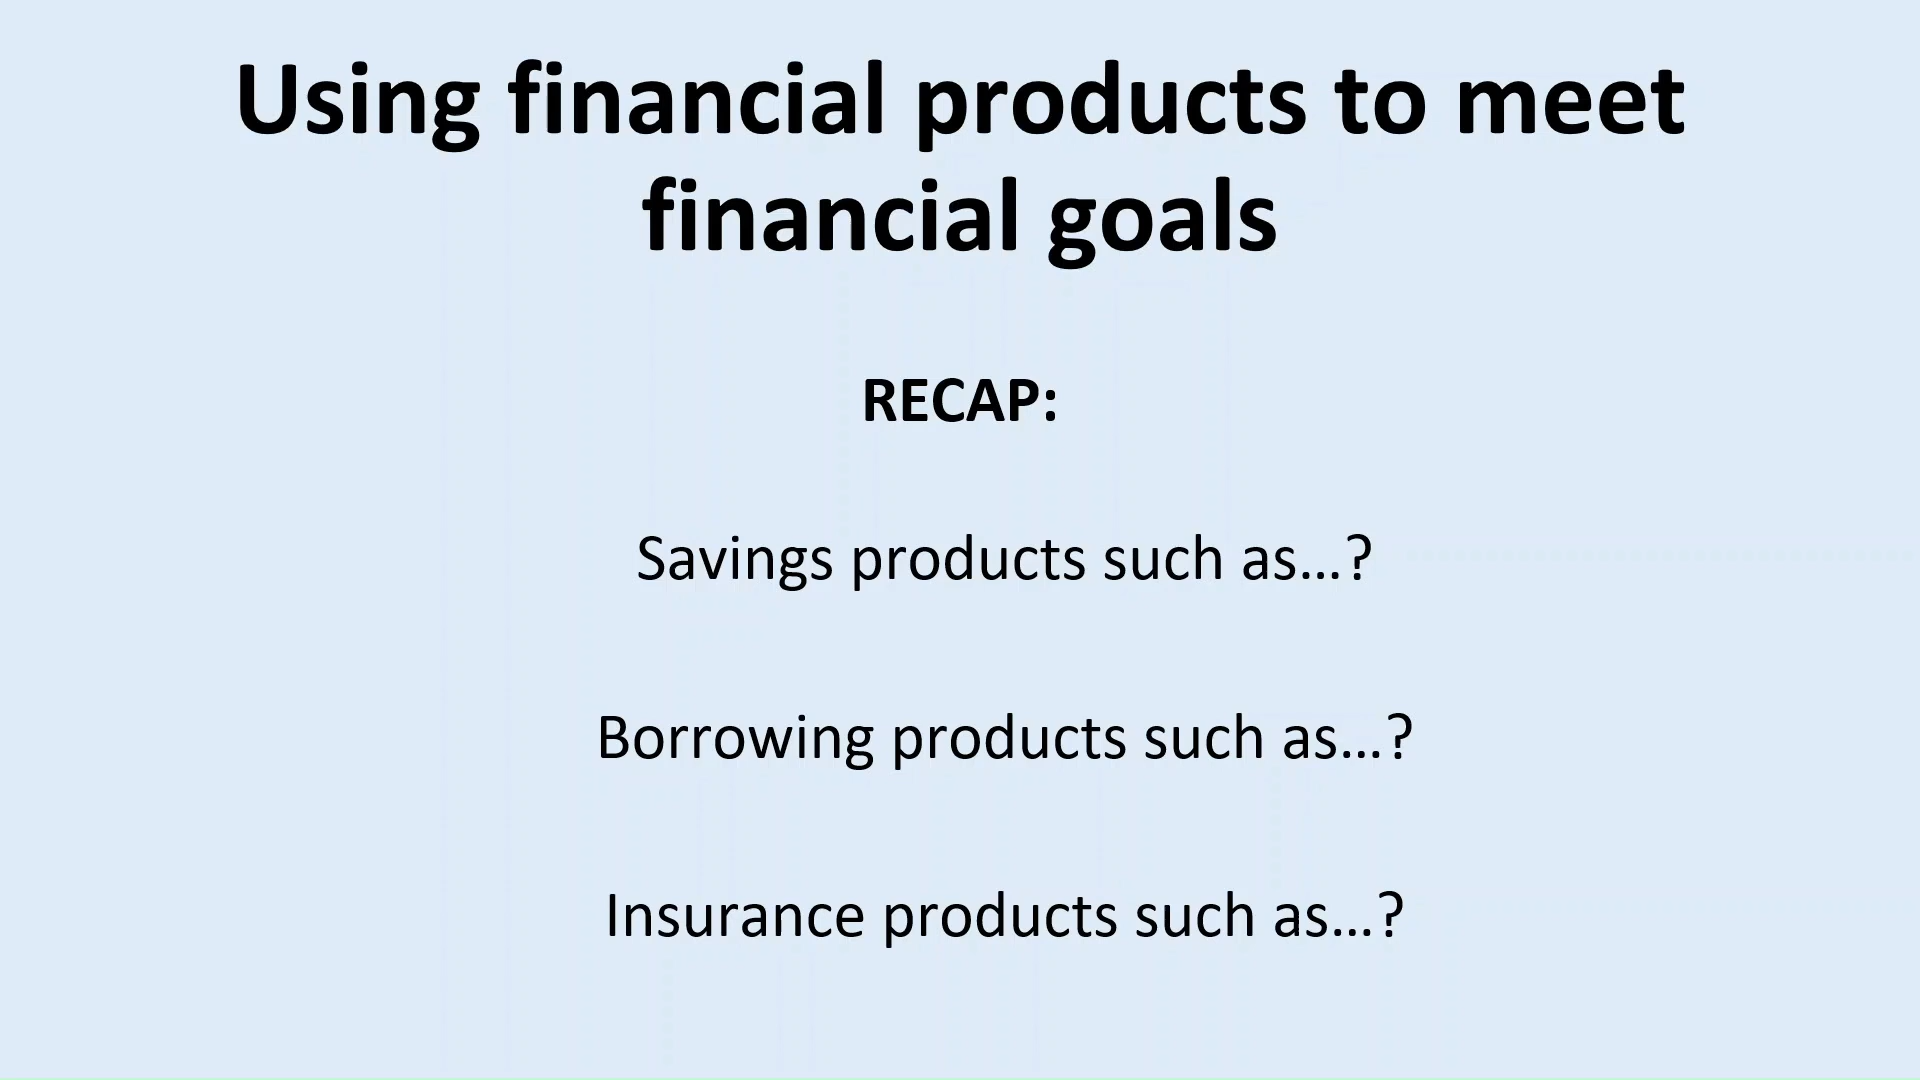 Using financial products to meet
financial goals
RECAP:
Savings products such as...?
Borrowing products such as...?
Insurance products such as...?